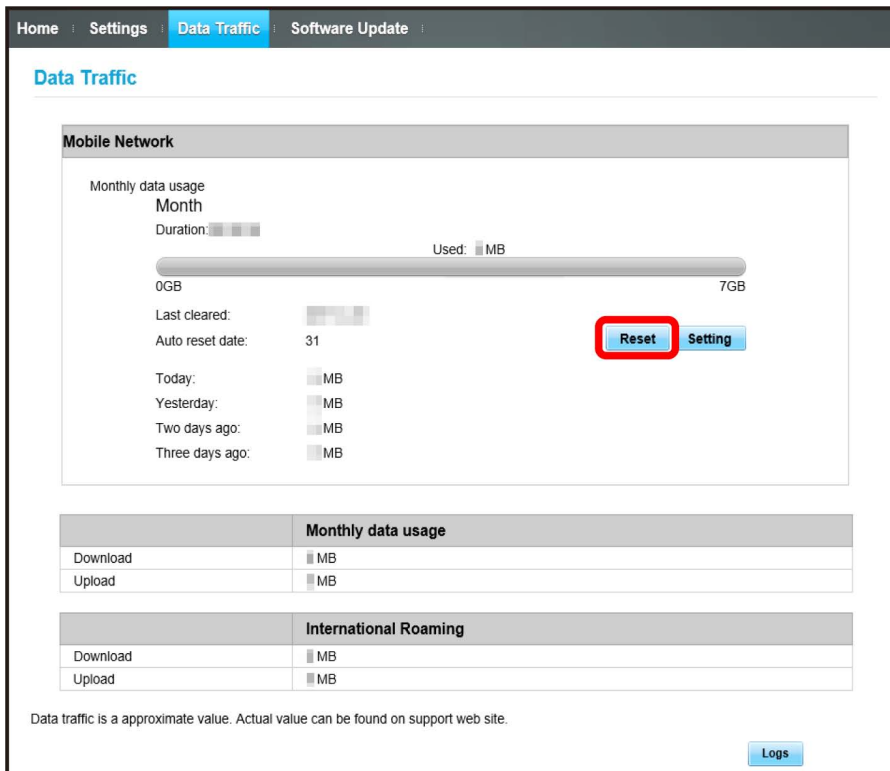 Home Settings Data Traffic Software Update
Data Traffic
Mobile Network
Monthly data usage
Month
Duration:
Used: MB
0GB 7GB
Last cleared:
Auto reset date: 31 Reset Setting
Today: MB
Yesterday: MB
Two days ago: MB
Three days ago: MB
Monthly data usage
Download MB
Upload MB
International Roaming
Download MB
Upload MB
Data traffic is a approximate value. Actual value can be found on support web site.
Logs